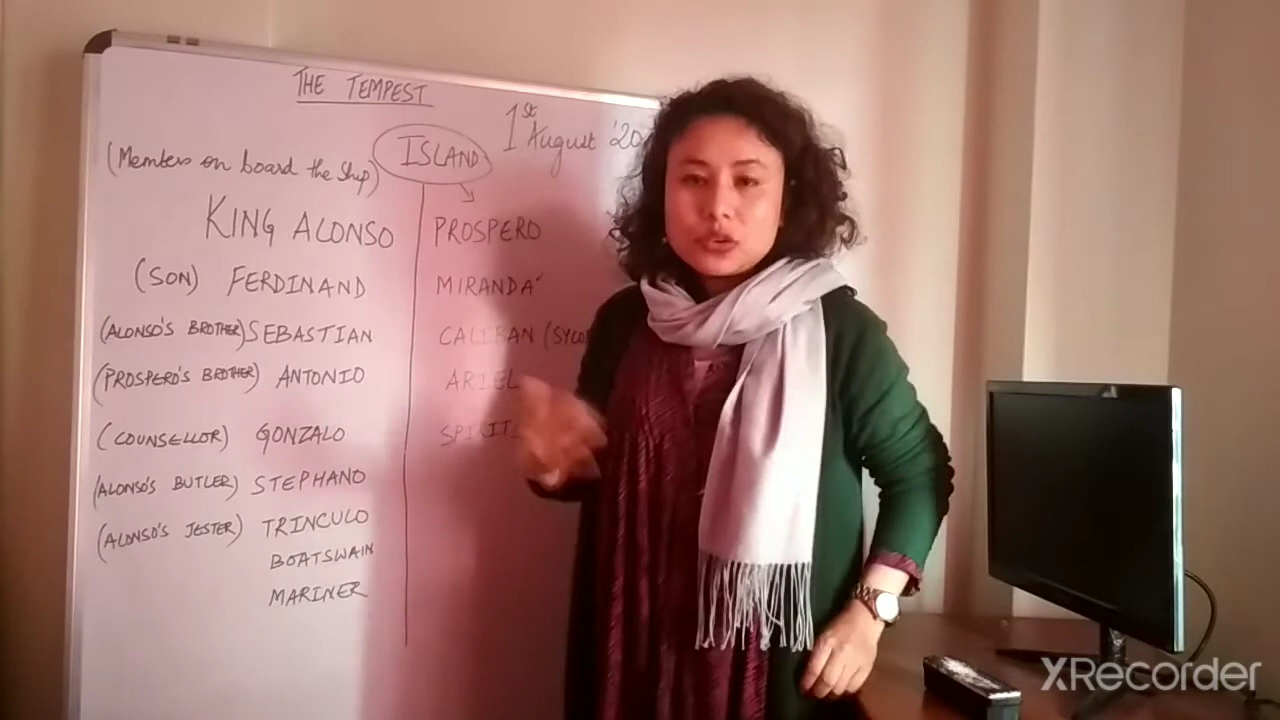 THE TEMPEST
1st August '20
(Members on board the ship)
ISLAND
KING ALONSO
(SON) FERDINAND
(ALONSO'S BROTHER) SEBASTIAN
(PROSPERO'S BROTHER) ANTONIO
(COUNSELLOR) GONZALO
(ALONSO'S BUTLER) STEPHANO
(ALONSO'S JESTER) TRINCULO
BOATSWAIN
MARINER
PROSPERO
MIRANDA
CALIBAN
ARIEL
XRecorder